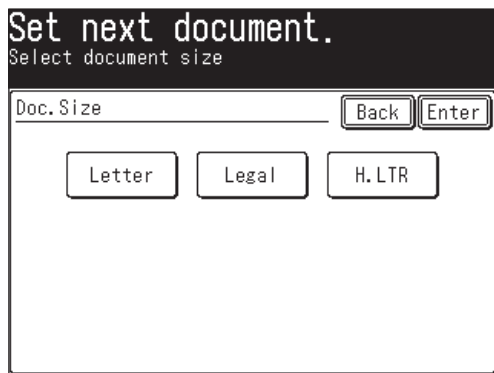 Set next document.
Select document size
Doc.Size Back Enter
Letter Legal H.LTR